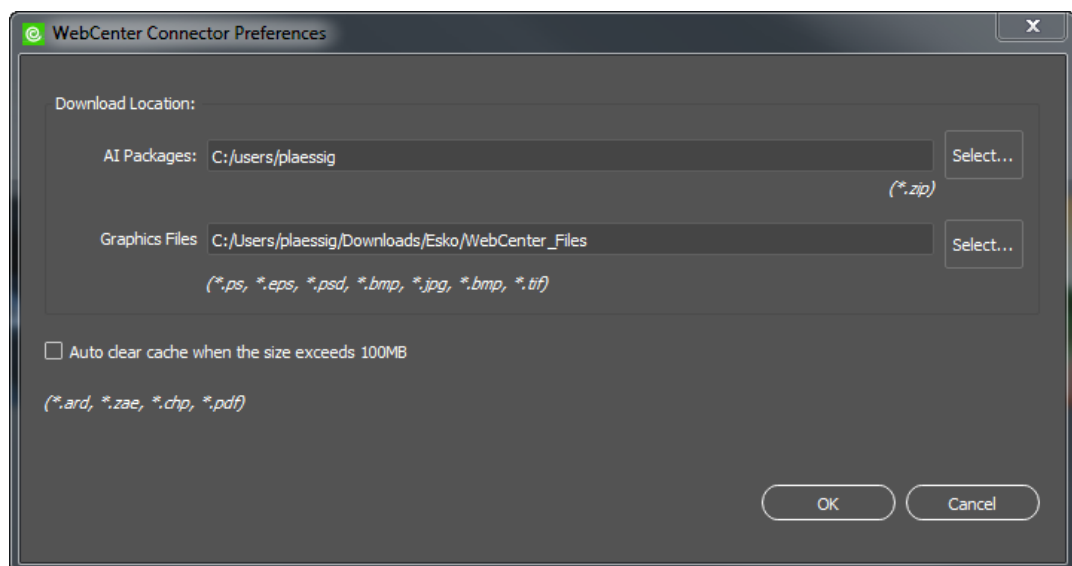 WebCenter Connector Preferences
X
Download Location:
AI Packages: C:/users/plaessig Select...
(*.zip)
Graphics Files C:/Users/plaessig/Downloads/Esko/WebCenter_Files Select...
(*.ps, *.eps, *.psd, *.bmp, *.jpg, *.bmp, *.tif)
Auto clear cache when the size exceeds 100MB
(*.ard, *.zae, *.chp, *.pdf)
OK Cancel